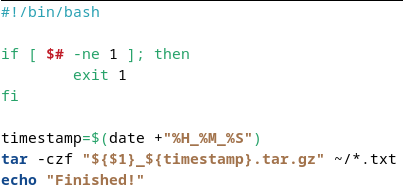 #!/bin/bash
if [ $# -ne 1 ]; then
        exit 1
fi
timestamp=$(date +"%H_%M_%S")
tar -czf "${$1}_${timestamp}.tar.gz" ~/*.txt
echo "Finished!"